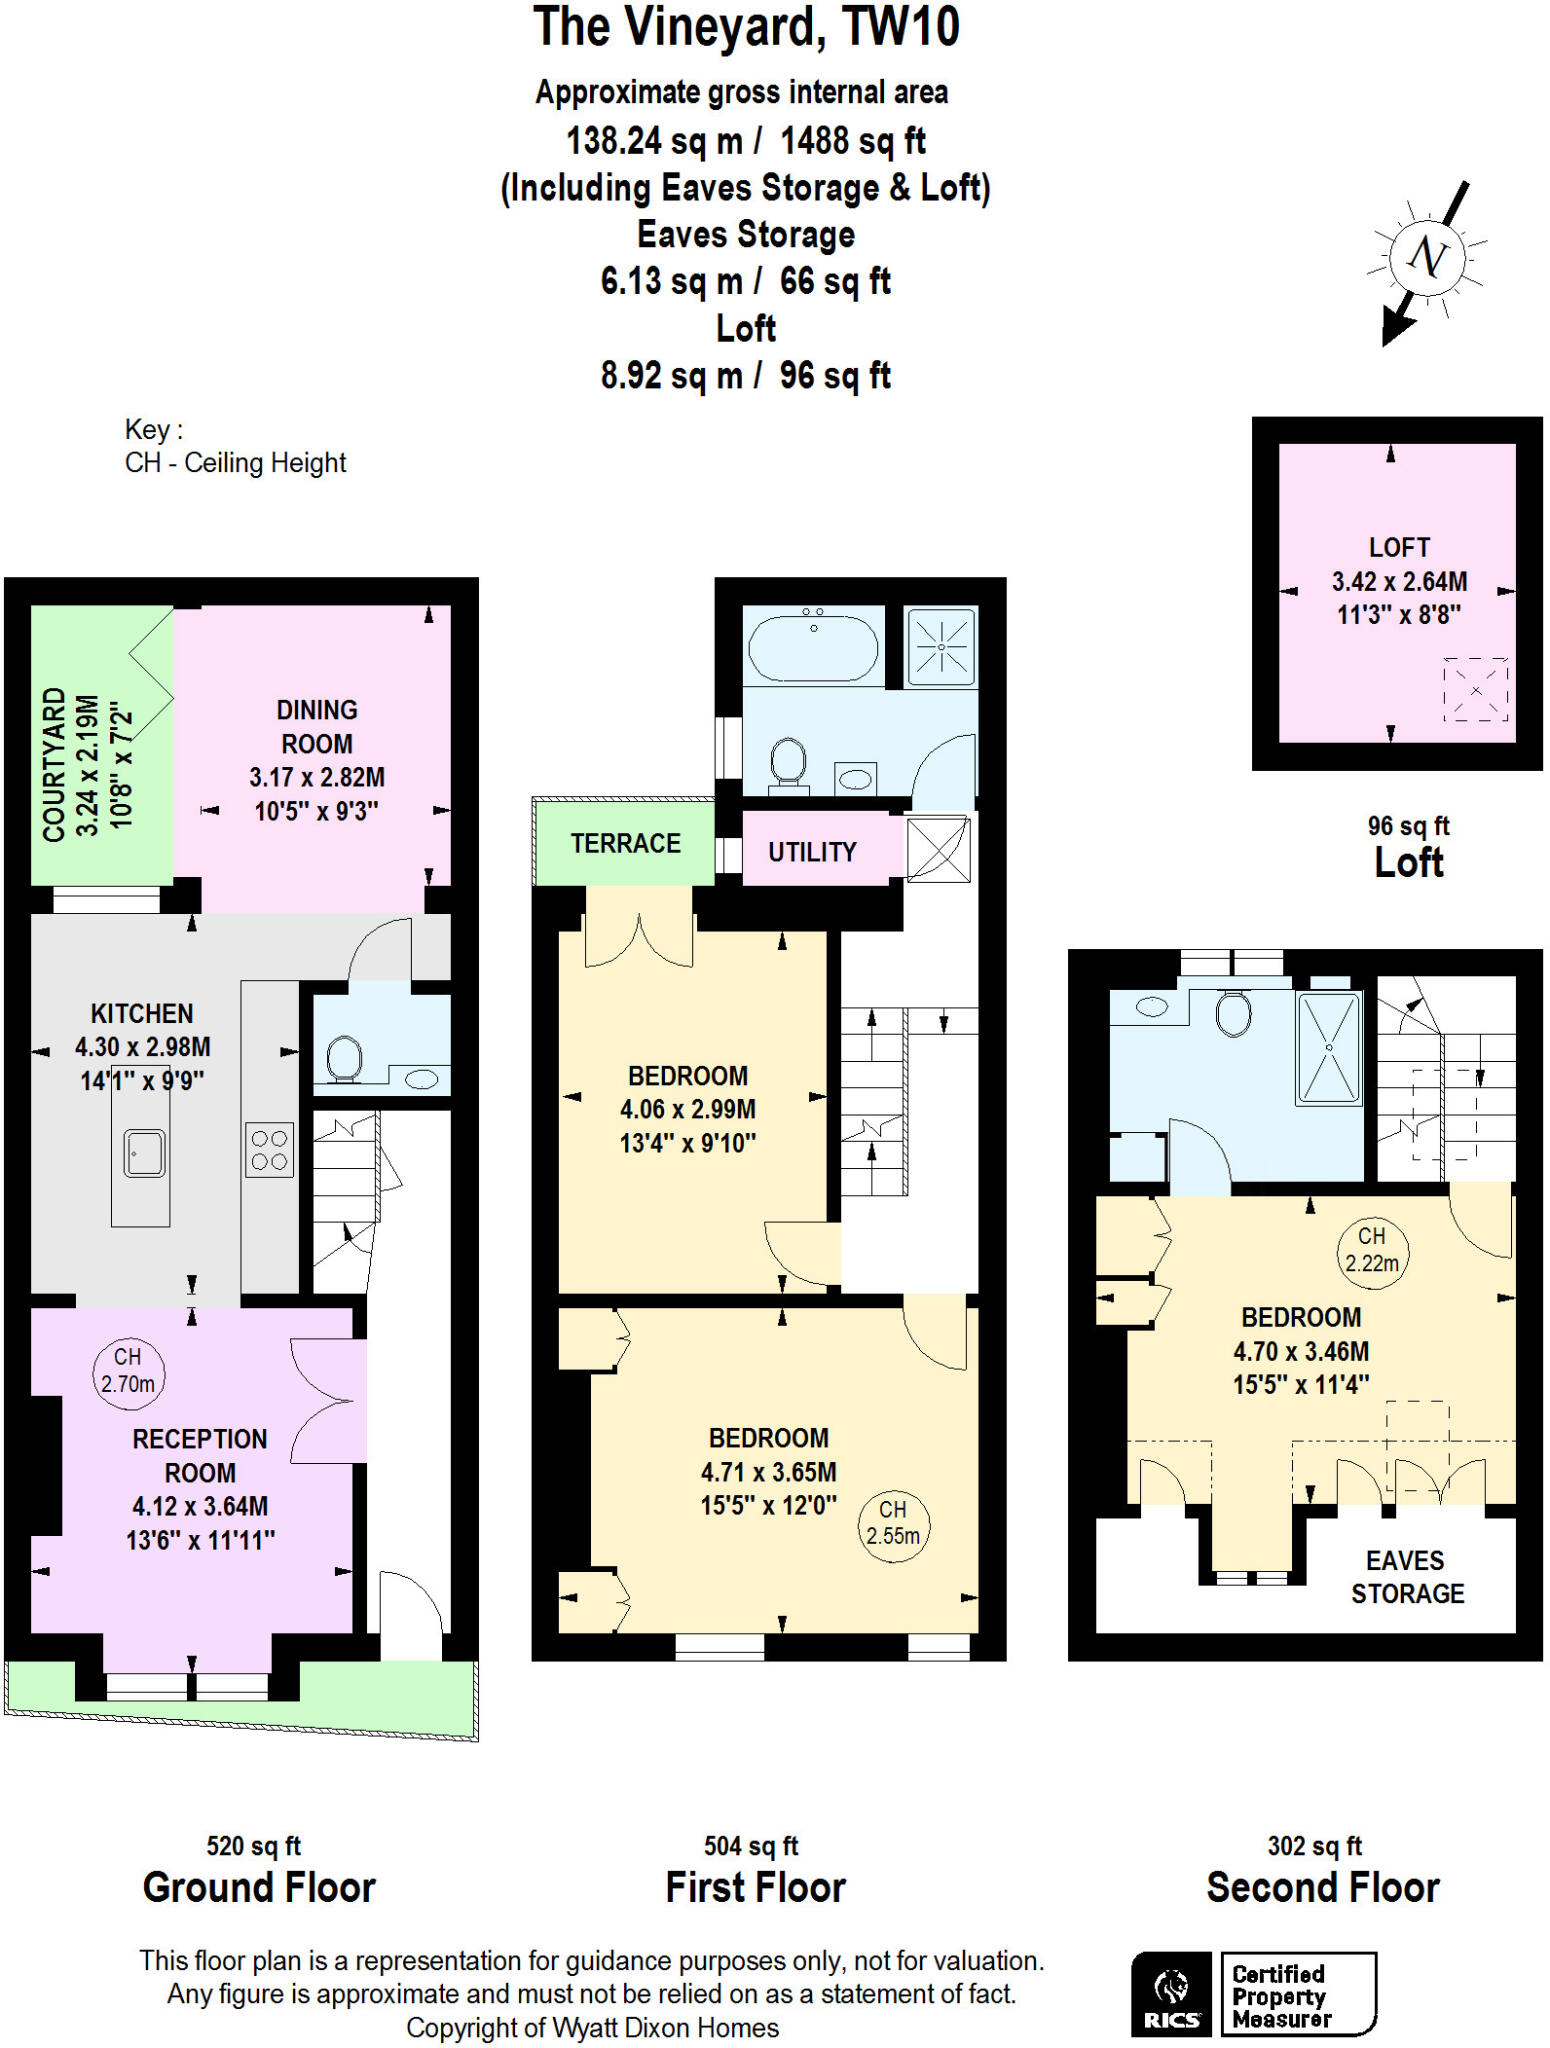 The Vineyard, TW10
Approximate gross internal area
138.24 sq m / 1488 sq ft
(Including Eaves Storage & Loft)
Eaves Storage
6.13 sq m / 66 sq ft
Loft
8.92 sq m / 96 sq ft
N
Key :
CH - Ceiling Height
LOFT
3.42 x 2.64M
11'3" x 8'8"
96 sq ft
Loft
COURTYARD
3.24 x 2.19M
10'8" x 7'2"
DINING
ROOM
3.17 x 2.82M
10'5" x 9'3"
KITCHEN
4.30 x 2.98M
14'1" x 9'9"
CH
2.70m
RECEPTION
ROOM
4.12 x 3.64M
13'6" x 11'11"
520 sq ft
Ground Floor
TERRACE
UTILITY
BEDROOM
4.06 x 2.99M
13'4" x 9'10"
BEDROOM
4.71 x 3.65M
15'5" x 12'0"
CH
2.55m
504 sq ft
First Floor
CH
2.22m
BEDROOM
4.70 x 3.46M
15'5" x 11'4"
EAVES
STORAGE
302 sq ft
Second Floor
This floor plan is a representation for guidance purposes only, not for valuation.
Any figure is approximate and must not be relied on as a statement of fact.
Copyright of Wyatt Dixon Homes
RICS
Certified
Property
Measurer